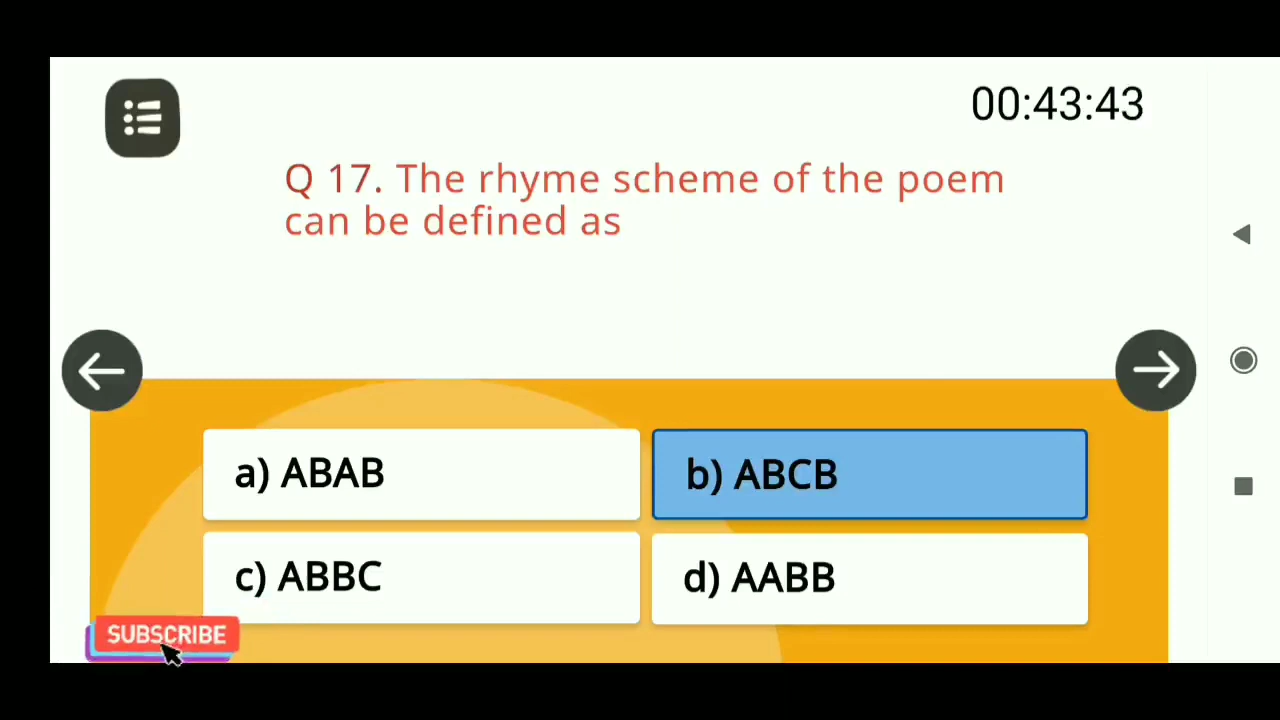 00:43:43
Q 17. The rhyme scheme of the poem
can be defined as
a) ABAB
b) ABCB
c) ABBC
d) AABB
SUBSCRIBE